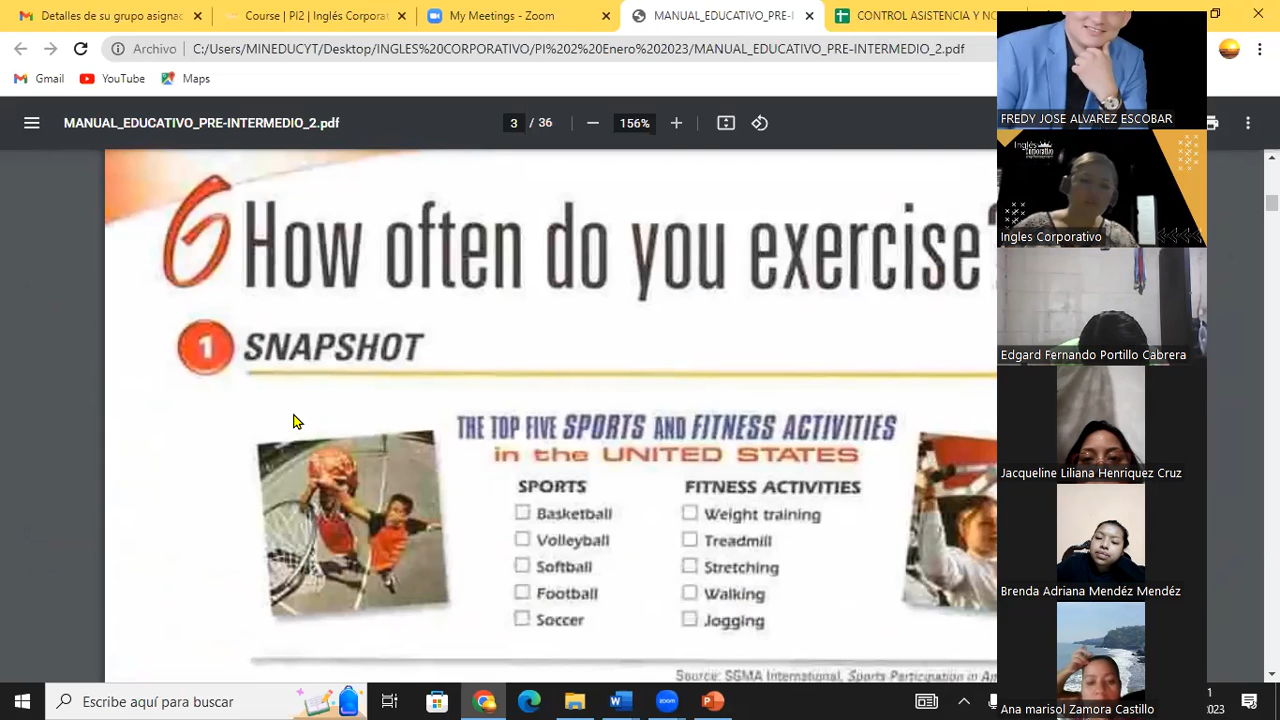 Detalles de su grupo asignac
Course | PI2 | Inglés Corporat
My Meetings - Zoom
MANUAL_EDUCATIVO_PRE-I
CONTROL ASISTENCIA Y NO
Archivo
C:/Users/MINEDUCYT/Desktop/INGLES%20CORPORATIVO/PI%202%20Enero%202023/MANUAL_EDUCATIVO_PRE-INTERMEDIO_2.pdf
Gmail
YouTube
Maps
MANUAL_EDUCATIVO_PRE-INTERMEDIO_2.pdf
3 / 36
156%
6 How often do you exercise?
1 SNAPSHOT
THE TOP FIVE SPORTS AND FITNESS ACTIVITIES
in the UNITED STATES
SPORTS
Basketball
Volleyball
Softball
Football
Soccer
FITNESS ACTIVITIES
Weight training
Treadmill
Stretching
Walking
Jogging
Source: SGMA International, Sports Participation in Am
FREDY JOSE ALVAREZ ESCOBAR
Inglés
Corporativo
Ingles Corporativo
Edgard Fernando Portillo Cabrera
Jacqueline Liliana Henriquez Cruz
Brenda Adriana Mendéz Mendéz
Ana marisol Zamora Castillo
Escribe aquí para buscar
zoom
2023